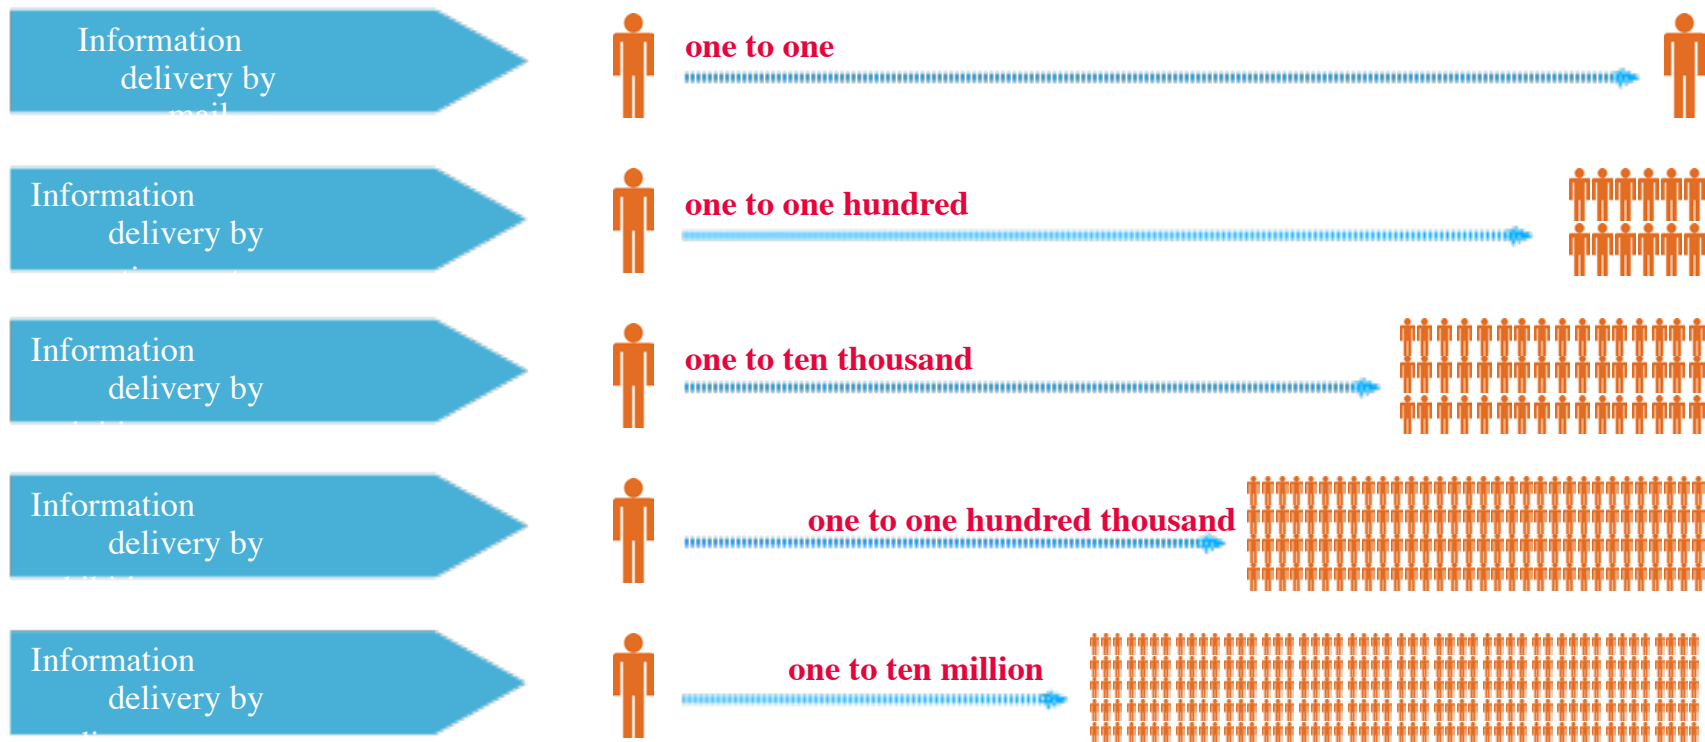 Information
delivery by
mail
one to one
Information
delivery by
one to one hundred
Information
delivery by
one to ten thousand
Information
delivery by
one to one hundred thousand
Information
delivery by
one to ten million